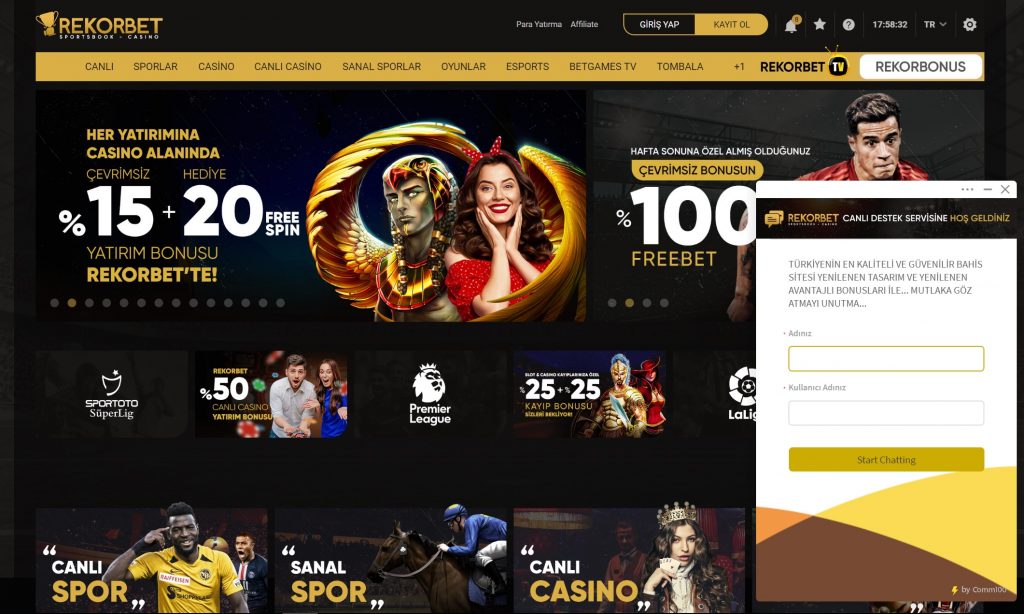 REKORBET
SPORTSBOOK - CASINO
Para Yatırma Affiliate GİRİŞ YAP KAYIT OL 17:58:32 TR
CANLI SPORLAR CASİNO CANLI CASİNO SANAL SPORLAR OYUNLAR ESPORTS BETGAMES TV TOMBALA +1 REKORBET TV REKORBONUS
HER YATIRIMINA
CASINO ALANINDA
ÇEVRİMSİZ HEDİYE
%15 + 20 FREE SPIN
YATIRIM BONUSU
REKORBET'TE!
HAFTA SONUNA ÖZEL ALMIŞ OLDUĞUNUZ
ÇEVRİMSİZ BONUSUN
%100
FREEBET
REKORBET
SPORTSBOOK - CASINO
CANLI DESTEK SERVİSİNE HOŞ GELDİNİZ
TÜRKİYENİN EN KALİTELİ VE GÜVENİLİR BAHİS
SİTESİ YENİLENEN TASARIM VE YENİLENEN
AVANTAJLI BONUSLARI İLE... MUTLAKA GÖZ
ATMAYI UNUTMA...
* Adınız
* Kullanıcı Adınız
Start Chatting
by Comm100
SPORTOTO
SüperLig
REKORBET
%50
CANLI CASINO
YATIRIM BONUSU
Premier
League
SLOT & CASINO KAYIPLARINIZA ÖZEL
%25+%25
KAYIP BONUSU
SİZLERİ BEKLİYOR!
LaLig
“
CANLI
SPOR „
RAIFFEISEN
“
SANAL
SPOR „
“
CANLI
CASINO „